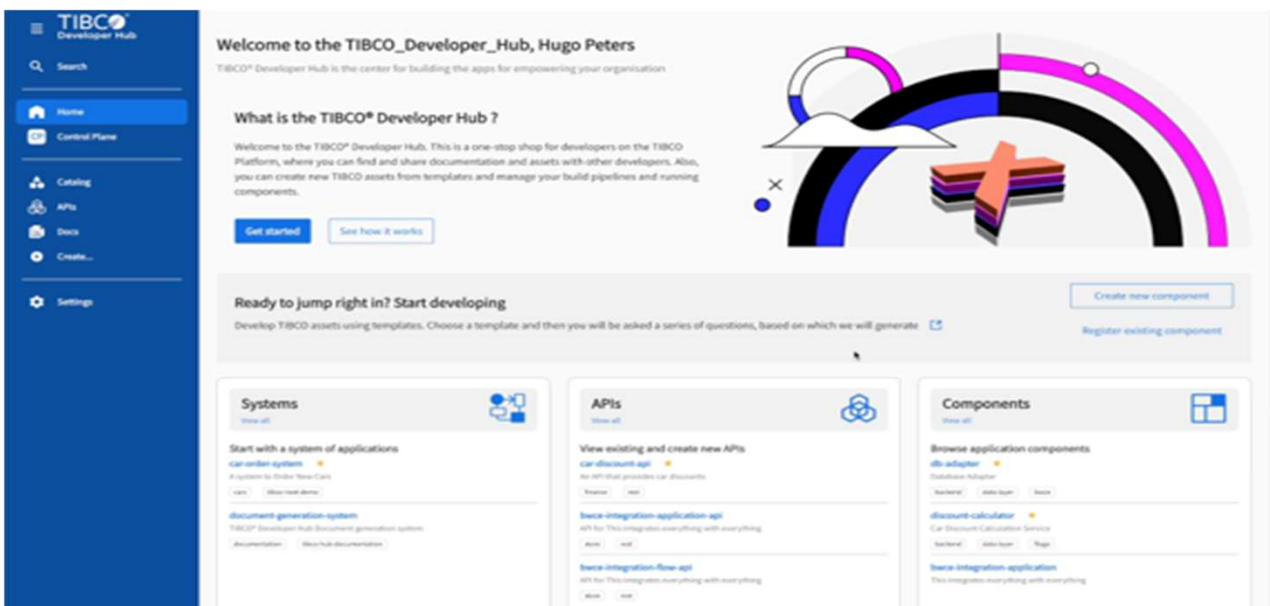 TIBCO®
Developer Hub
Search
Home
CP Control Plane
Catalog
APIs
Docs
Create...
Settings
Welcome to the TIBCO_Developer_Hub, Hugo Peters
TIBCO® Developer Hub is the center for building the apps for empowering your organisation
What is the TIBCO® Developer Hub ?
Welcome to the TIBCO® Developer Hub. This is a one-stop shop for developers on the TIBCO
Platform, where you can find and share documentation and assets with other developers. Also,
you can create new TIBCO assets from templates and manage your build pipelines and running
components.
Get started
See how it works
Ready to jump right in? Start developing
Develop TIBCO assets using templates. Choose a template and then you will be asked a series of questions, based on which we will generate
Create new component
Register existing component
Systems
View all
Start with a system of applications
car-order-system
A system to Order New Cars
cars
tibco-next-demo
document-generation-system
TIBCO® Developer Hub Document generation system
documentation
tibco-hub-documentation
APIs
View all
View existing and create new APIs
car-discount-api
An API that provides car discounts
finance
rest
bwce-integration-application-api
API for This integrates everything with everything
rest
bwce-integration-flow-api
API for This integrates everything with everything
rest
Components
View all
Browse application components
db-adapter
Database Adapter
backend
data-layer
bwce
discount-calculator
Car Discount Calculation Service
backend
data-layer
flogo
bwce-integration-application
This integrates everything with everything